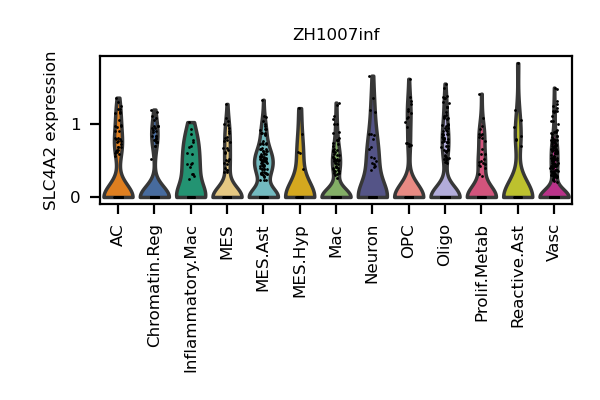 ZH1007inf
SLC4A2 expression
1
0
AC
Chromatin.Reg
Inflammatory.Mac
MES
MES.Ast
MES.Hyp
Mac
Neuron
OPC
Oligo
Prolif.Metab
Reactive.Ast
Vasc